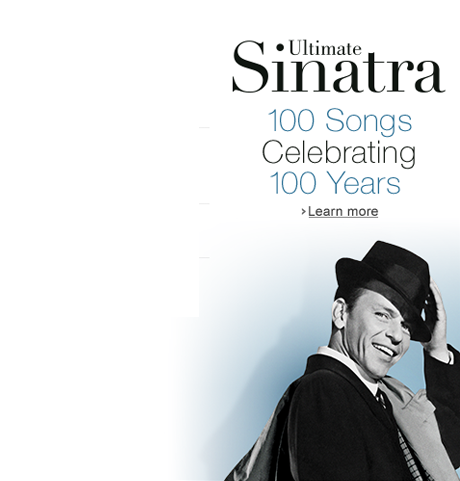 Ultimate
Sinatra
100 Songs
Celebrating
100 Years
› Learn more